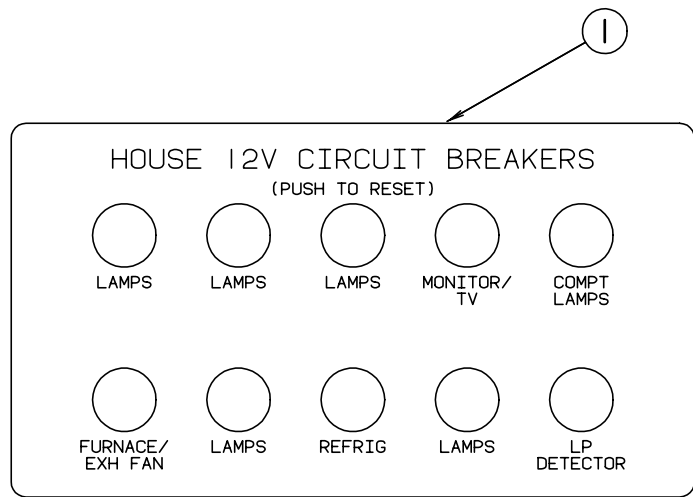 1
HOUSE 12V CIRCUIT BREAKERS
(PUSH TO RESET)
LAMPS LAMPS LAMPS MONITOR/ COMPT
TV LAMPS
FURNACE/ LAMPS REFRIG LAMPS LP
EXH FAN DETECTOR